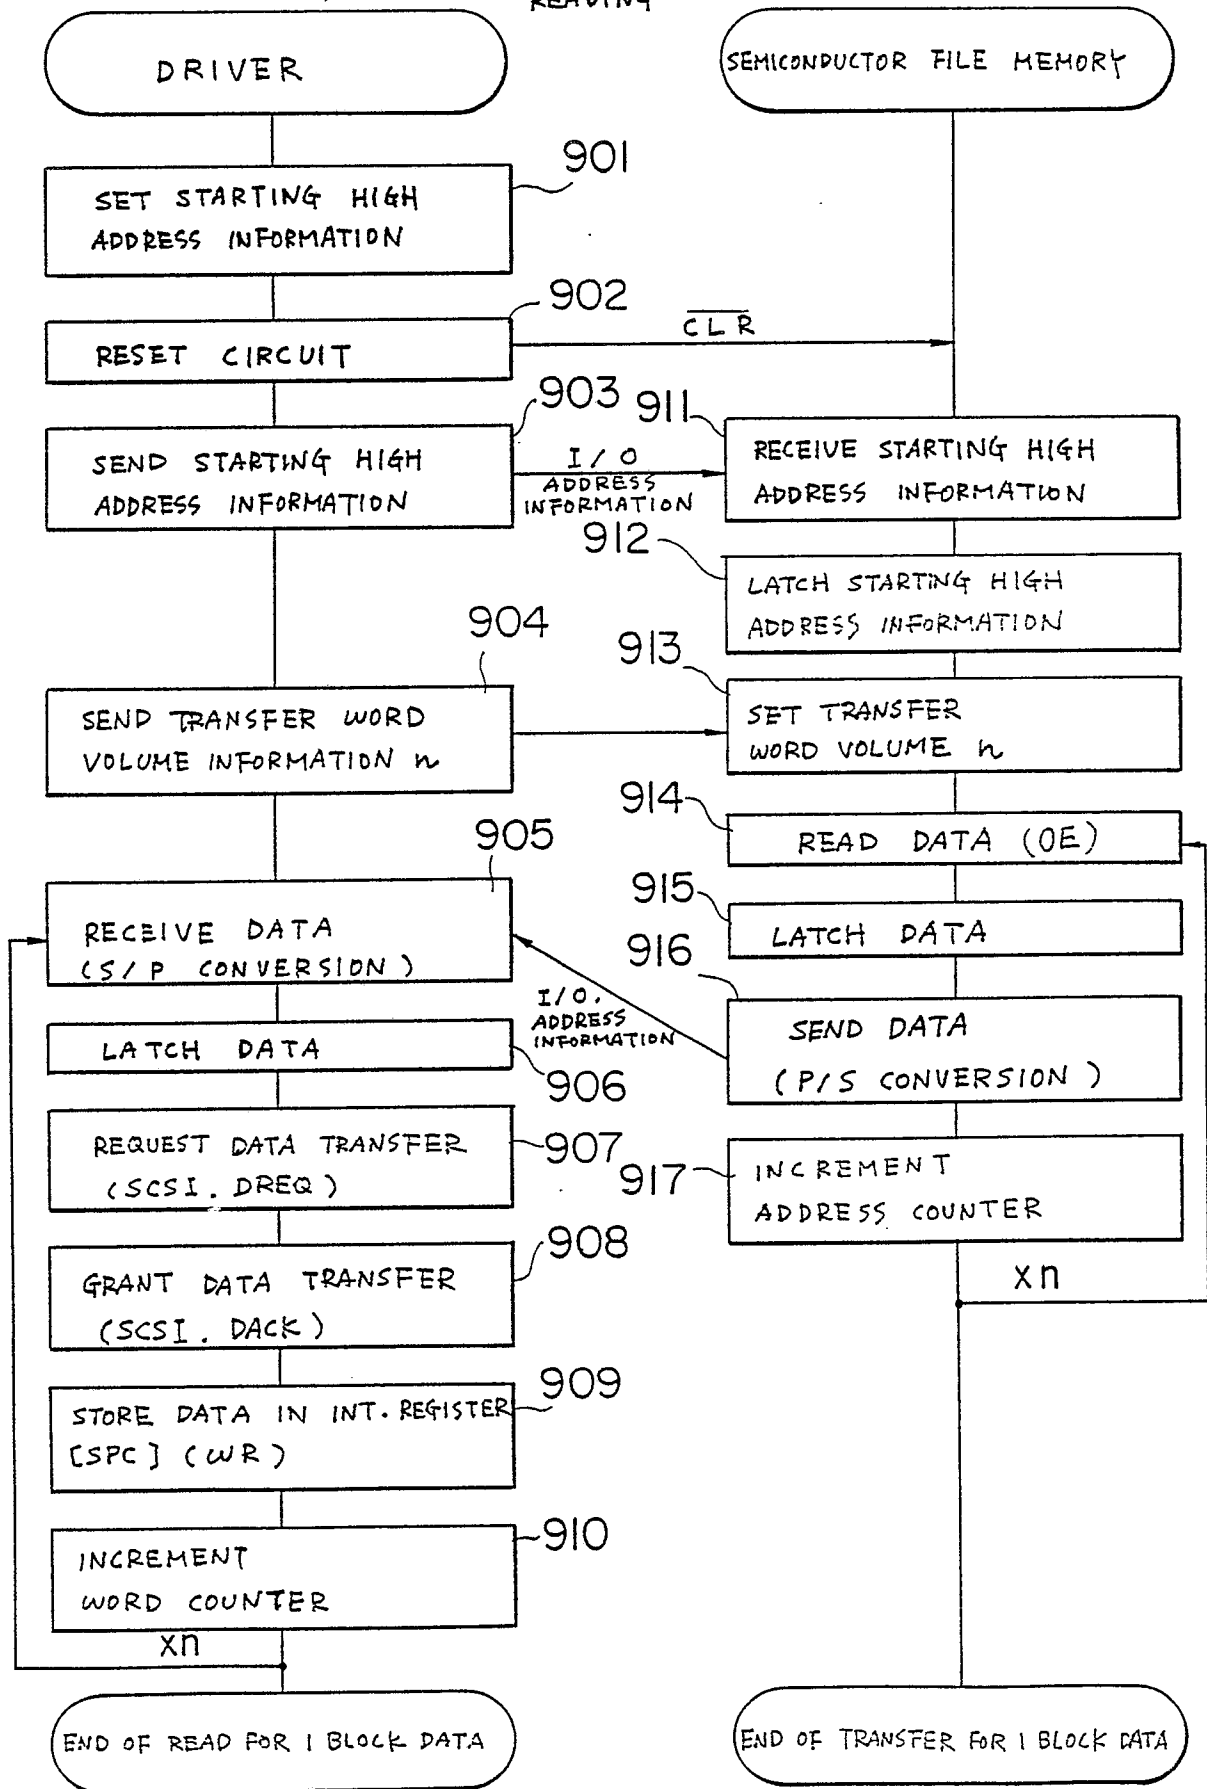 READING
DRIVER
SEMICONDUCTOR FILE MEMORY
901
SET STARTING HIGH
ADDRESS INFORMATION
902
RESET CIRCUIT
CLR
903
SEND STARTING HIGH
ADDRESS INFORMATION
I/O
ADDRESS
INFORMATION
911
RECEIVE STARTING HIGH
ADDRESS INFORMATION
912
LATCH STARTING HIGH
ADDRESS INFORMATION
904
SEND TRANSFER WORD
VOLUME INFORMATION n
913
SET TRANSFER
WORD VOLUME n
914
READ DATA (OE)
905
RECEIVE DATA
(S/P CONVERSION)
915
LATCH DATA
916
SEND DATA
(P/S CONVERSION)
I/O.
ADDRESS
INFORMATION
LATCH DATA
906
REQUEST DATA TRANSFER
(SCSI. DREQ)
907
917
INCREMENT
ADDRESS COUNTER
xn
GRANT DATA TRANSFER
(SCSI. DACK)
908
STORE DATA IN INT. REGISTER
[SPC] (WR)
909
INCREMENT
WORD COUNTER
910
xn
END OF READ FOR 1 BLOCK DATA
END OF TRANSFER FOR 1 BLOCK DATA